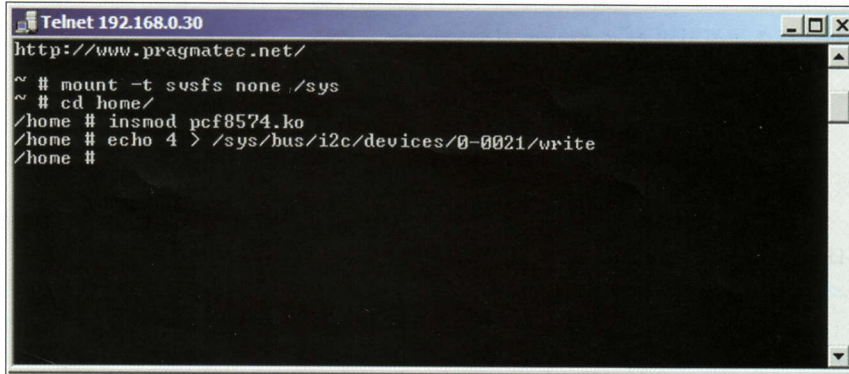 Telnet 192.168.0.30
http://www.pragmatec.net/
~ # mount -t sysfs none /sys
~ # cd home/
/home # insmod pcf8574.ko
/home # echo 4 > /sys/bus/i2c/devices/0-0021/write
/home #